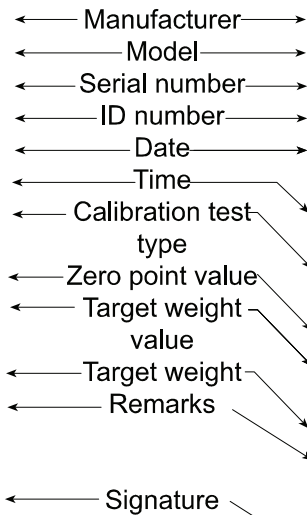 Manufacturer
Model
Serial number
ID number
Date
Time
Calibration test
type
Zero point value
Target weight
value
Target weight
Remarks
Signature